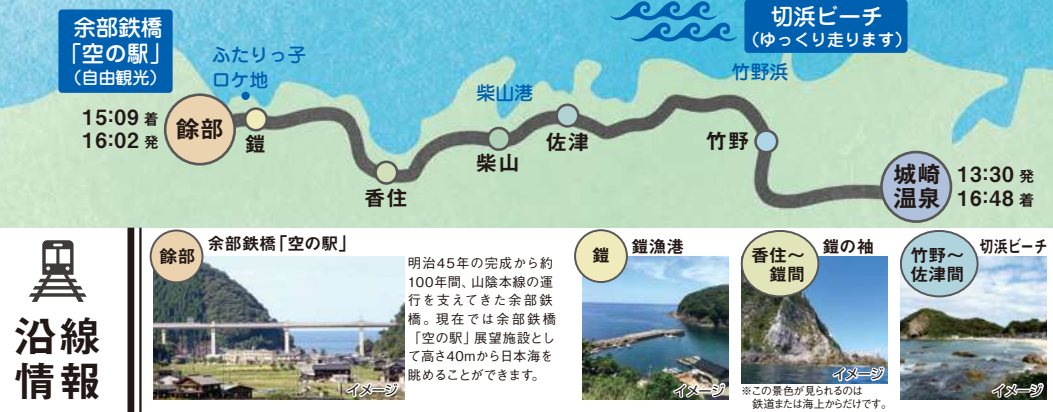 余部鉄橋
「空の駅」
（自由観光）
ふたりっ子
ロケ地
切浜ビーチ
（ゆっくり走ります）
竹野浜
柴山港
15:09 着
16:02 発
餘部
鎧
香住
柴山
佐津
竹野
城崎
温泉
13:30 発
16:48 着
沿線
情報
餘部
余部鉄橋「空の駅」
明治45年の完成から約
100年間、山陰本線の運
行を支えてきた余部鉄
橋。現在では余部鉄橋
「空の駅」展望施設とし
て高さ40mから日本海を
眺めることができます。
イメージ
鎧
鎧漁港
イメージ
香住～
鎧間
鎧の袖
イメージ
※この景色が見られるのは
鉄道または海上からだけです。
竹野～
佐津間
切浜ビーチ
イメージ